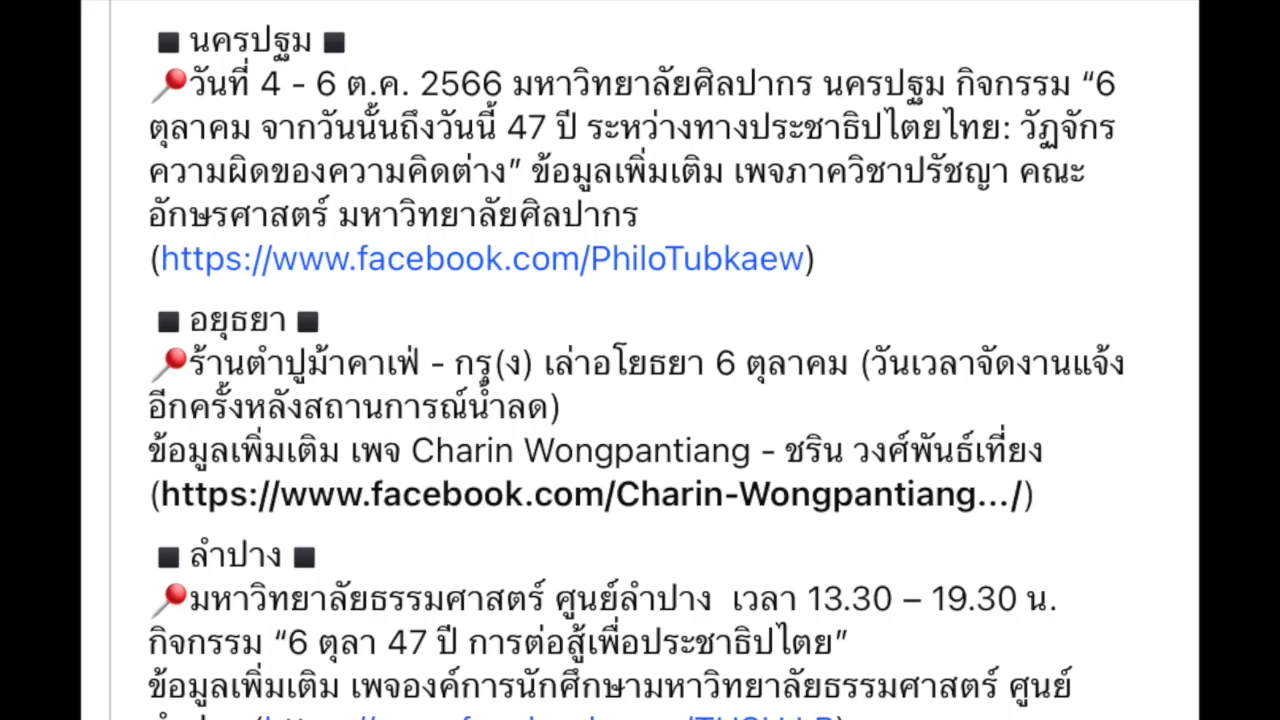 ◾นครปฐม◾
📍วันที่ 4 - 6 ต.ค. 2566 มหาวิทยาลัยศิลปากร นครปฐม กิจกรรม “6
ตุลาคม จากวันนั้นถึงวันนี้ 47 ปี ระหว่างทางประชาธิปไตยไทย: วัฏจักร
ความผิดของความคิดต่าง” ข้อมูลเพิ่มเติม เพจภาควิชาปรัชญา คณะ
อักษรศาสตร์ มหาวิทยาลัยศิลปากร
(https://www.facebook.com/PhiloTubkaew)
◾อยุธยา◾
📍ร้านตำปูม้าคาเฟ่ - กรุ(ง) เล่าอโยธยา 6 ตุลาคม (วันเวลาจัดงานแจ้ง
อีกครั้งหลังสถานการณ์น้ำลด)
ข้อมูลเพิ่มเติม เพจ Charin Wongpantiang - ชริน วงศ์พันธ์เที่ยง
(https://www.facebook.com/Charin-Wongpantiang.../)
◾ลำปาง◾
📍มหาวิทยาลัยธรรมศาสตร์ ศูนย์ลำปาง เวลา 13.30 – 19.30 น.
กิจกรรม “6 ตุลา 47 ปี การต่อสู้เพื่อประชาธิปไตย”
ข้อมูลเพิ่มเติม เพจองค์การนักศึกษามหาวิทยาลัยธรรมศาสตร์ ศูนย์